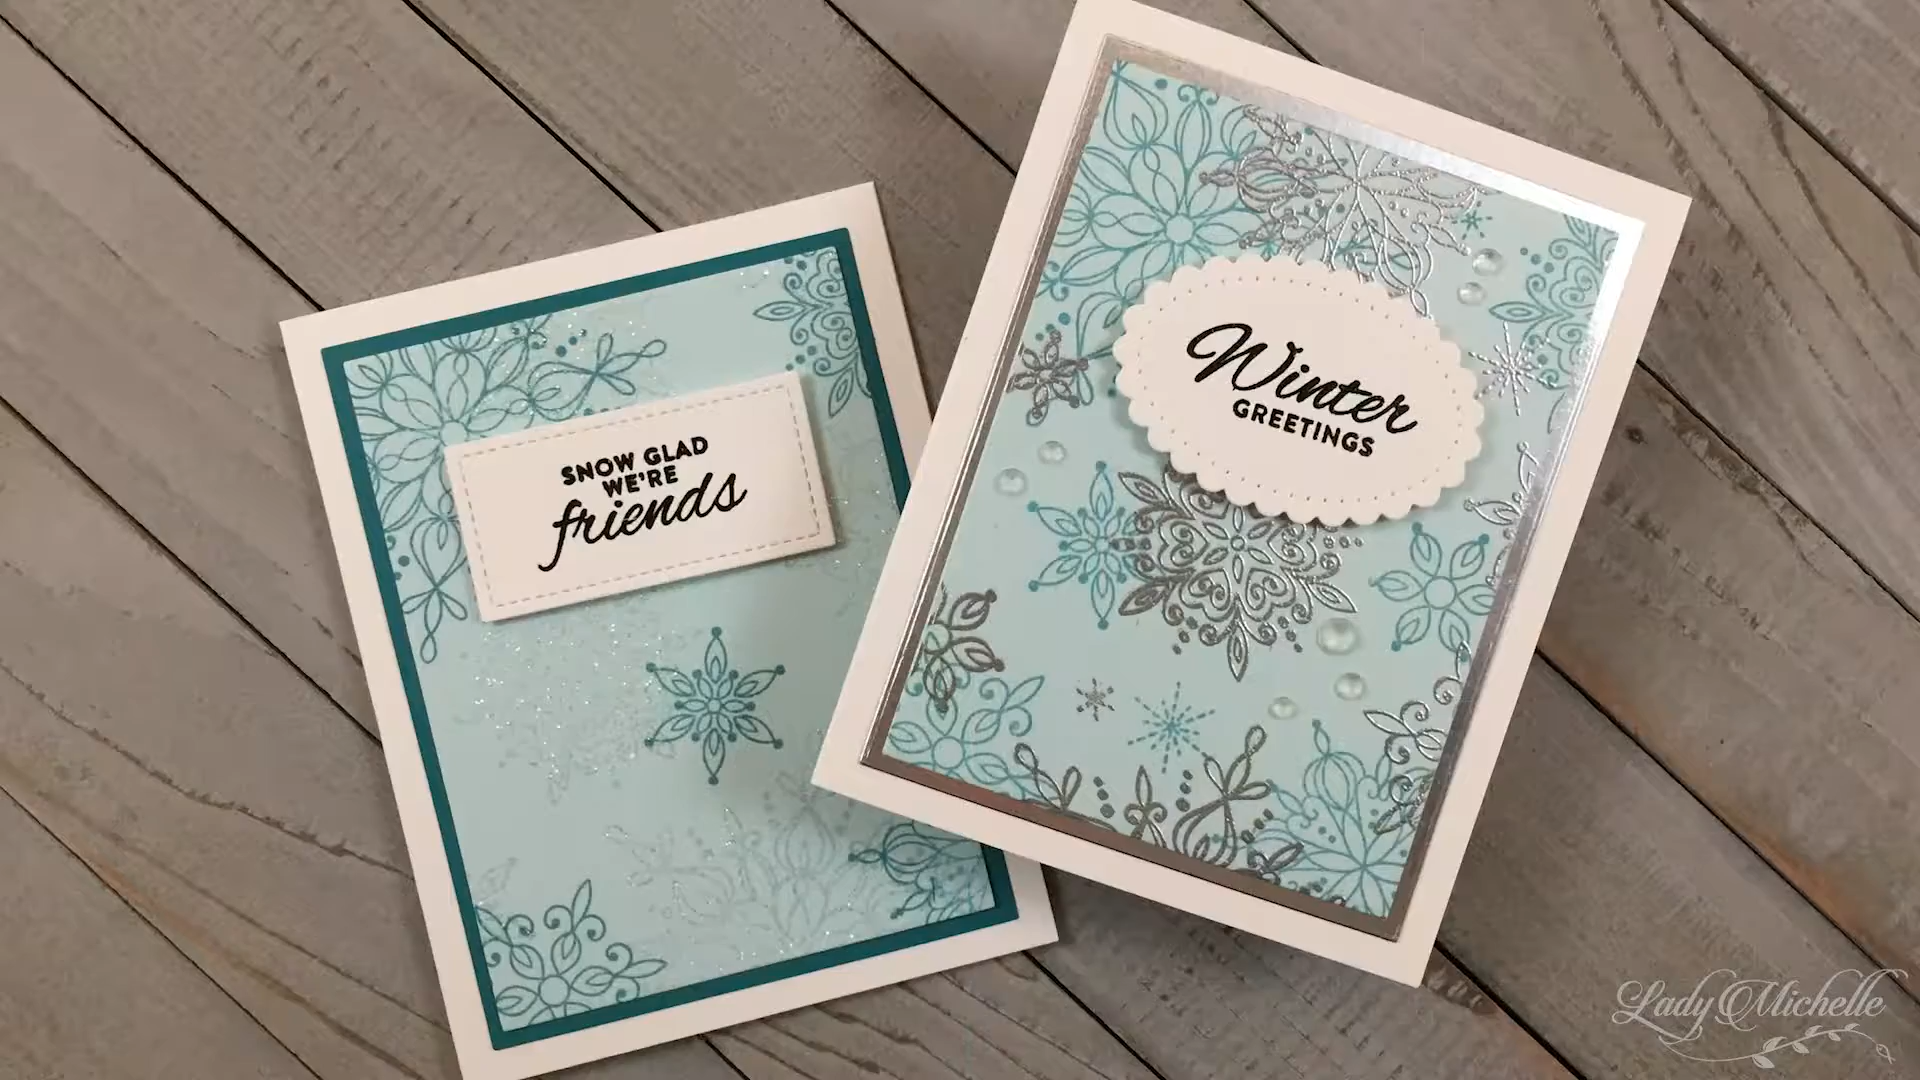 SNOW GLAD
WE'RE
friends
Winter
GREETINGS
Lady Michelle